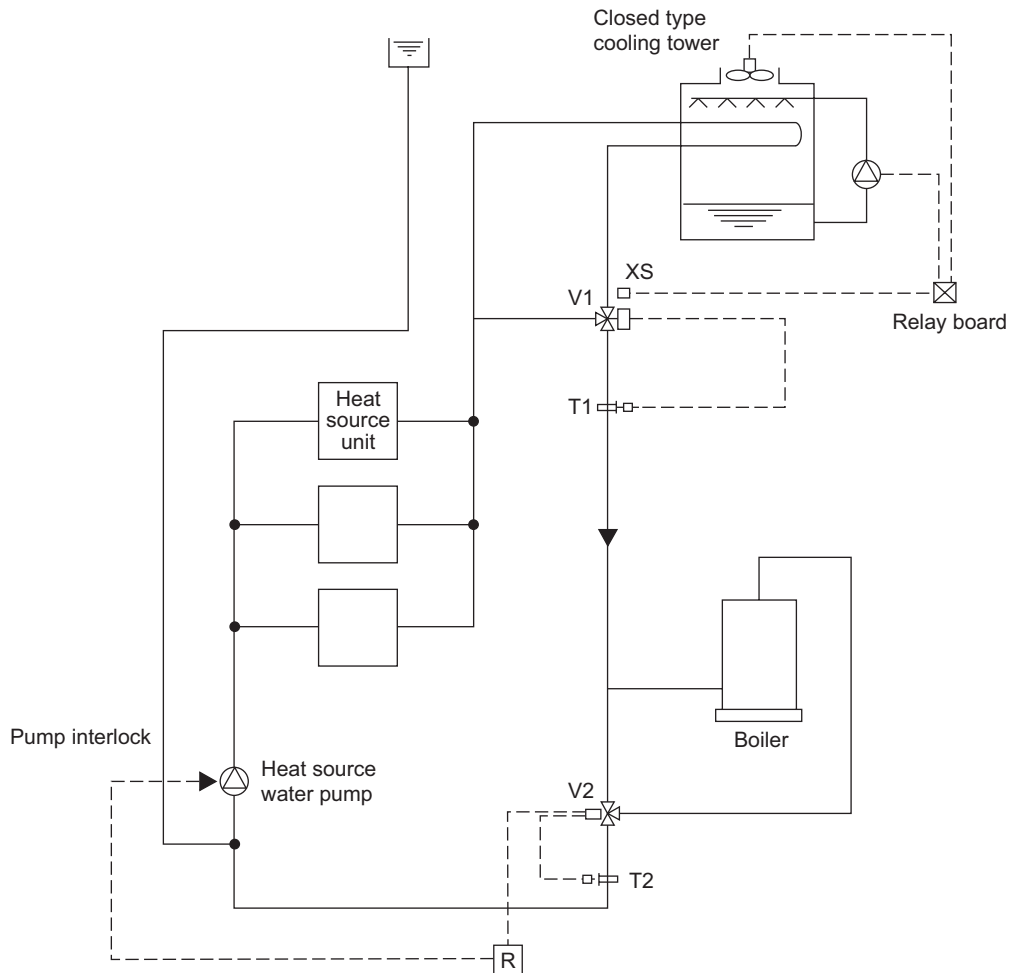 Closed type
cooling tower
XS
V1
Relay board
T1
Heat
source
unit
Pump interlock
Heat source
water pump
Boiler
V2
T2
R